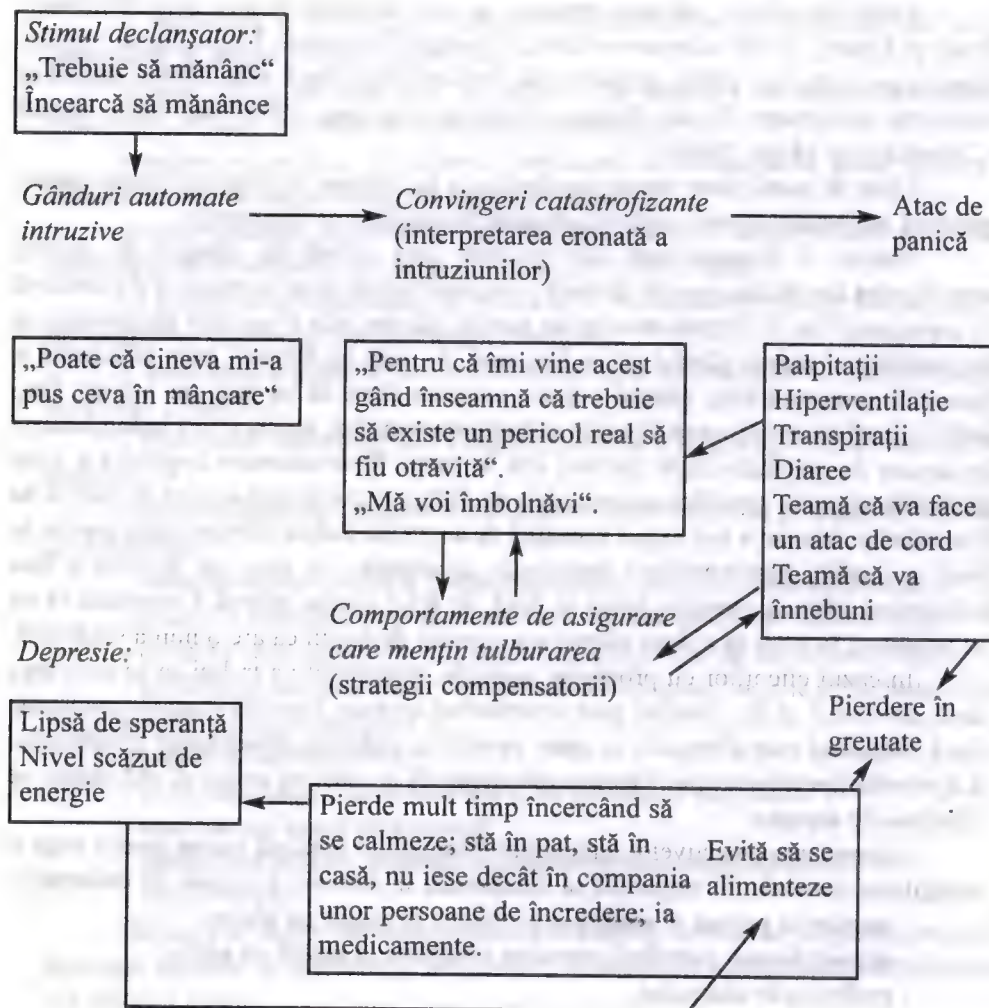 Stimul declanşator:
„Trebuie să mănânc“
Încearcă să mănânce
Gânduri automate
intruzive
Convingeri catastrofizante
(interpretarea eronată a
intruziunilor)
Atac de
panică
„Poate că cineva mi-a
pus ceva în mâncare“
„Pentru că îmi vine acest
gând înseamnă că trebuie
să existe un pericol real să
fiu otrăvită“.
„Mă voi îmbolnăvi“.
Palpitaţii
Hiperventilaţie
Transpiraţii
Diaree
Teamă că va face
un atac de cord
Teamă că va
înnebuni
Comportamente de asigurare
care menţin tulburarea
(strategii compensatorii)
Depresie:
Pierdere în
greutate
Lipsă de speranţă
Nivel scăzut de
energie
Pierde mult timp încercând să
se calmeze; stă în pat, stă în
casă, nu iese decât în compania
unor persoane de încredere; ia
medicamente.
Evită să se
alimenteze